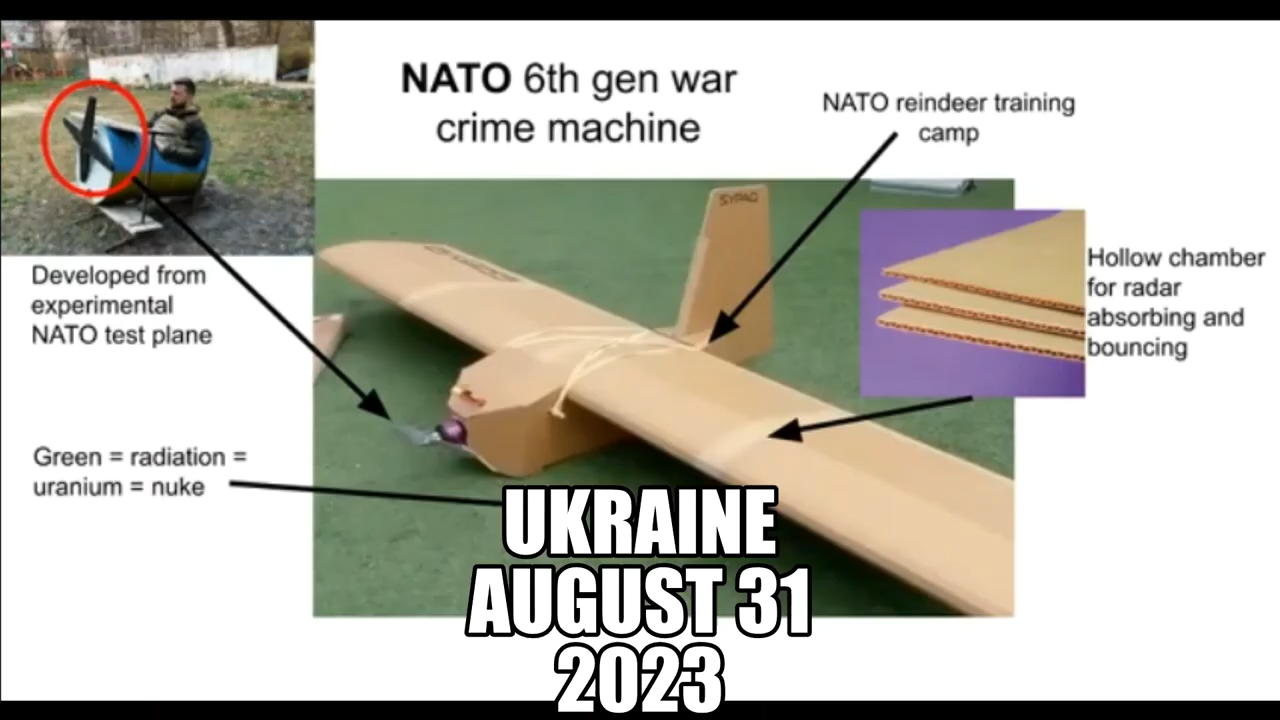 NATO 6th gen war
crime machine
NATO reindeer training
camp
SYPAQ
Developed from
experimental
NATO test plane
Hollow chamber
for radar
absorbing and
bouncing
Green = radiation =
uranium = nuke
UKRAINE
AUGUST 31
2023